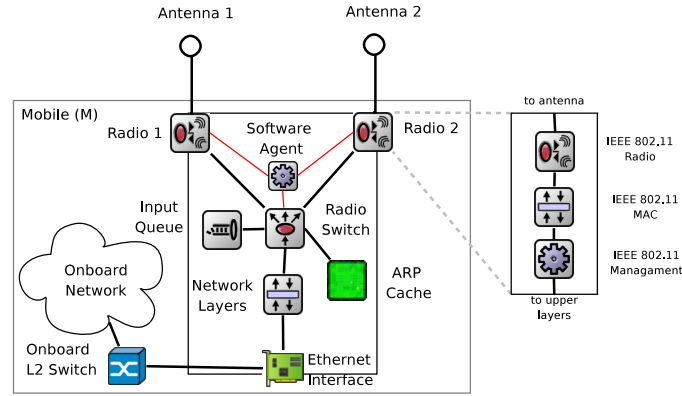 Antenna 1
Antenna 2
Mobile (M)
Radio 1
Software
Agent
Radio 2
Input
Queue
Radio
Switch
Onboard
Network
Network
Layers
ARP
Cache
Onboard
L2 Switch
Ethernet
Interface
to antenna
IEEE 802.11
Radio
IEEE 802.11
MAC
IEEE 802.11
Managament
to upper
layers